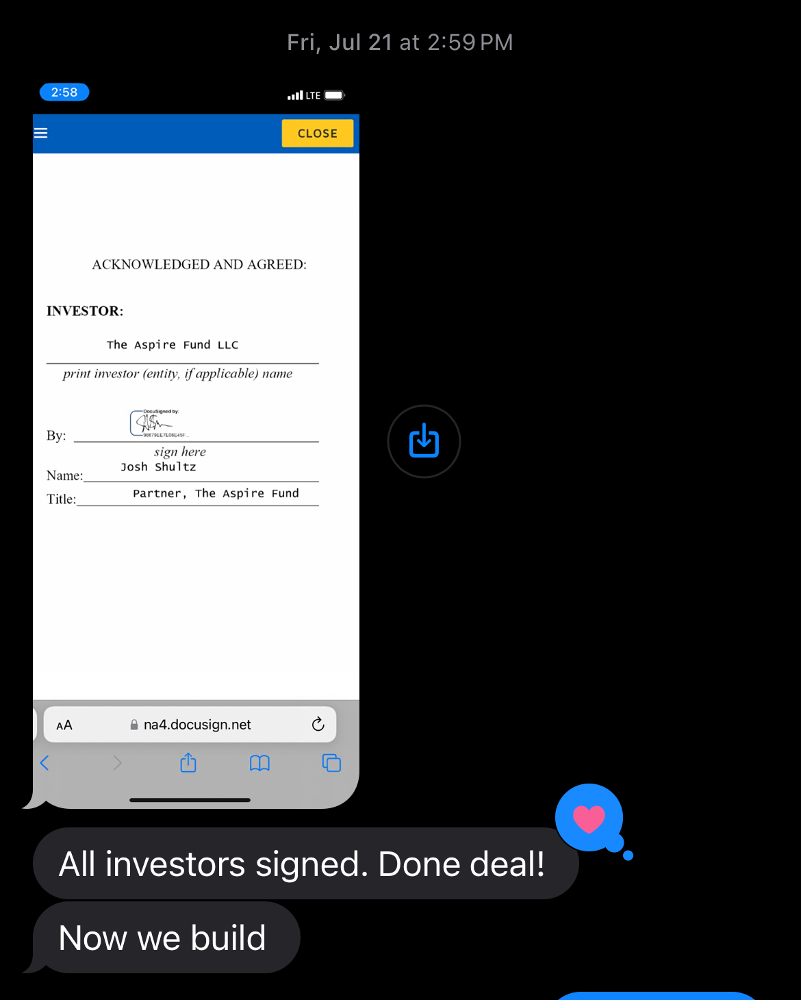 Fri, Jul 21 at 2:59 PM
2:58
LTE
CLOSE
ACKNOWLEDGED AND AGREED:
INVESTOR:
The Aspire Fund LLC
print investor (entity, if applicable) name
DocuSigned by:
98679EE7E06E45F...
By:
sign here
Josh Shultz
Name:
Partner, The Aspire Fund
Title:
AA
na4.docusign.net
All investors signed. Done deal!
Now we build